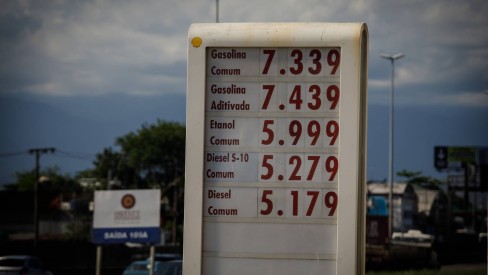 Gasolina
Comum 7.339
Gasolina
Aditivada 7.439
Etanol
Comum 5.999
Diesel S-10
Comum 5.279
Diesel
Comum 5.179
SAÍDA 161A